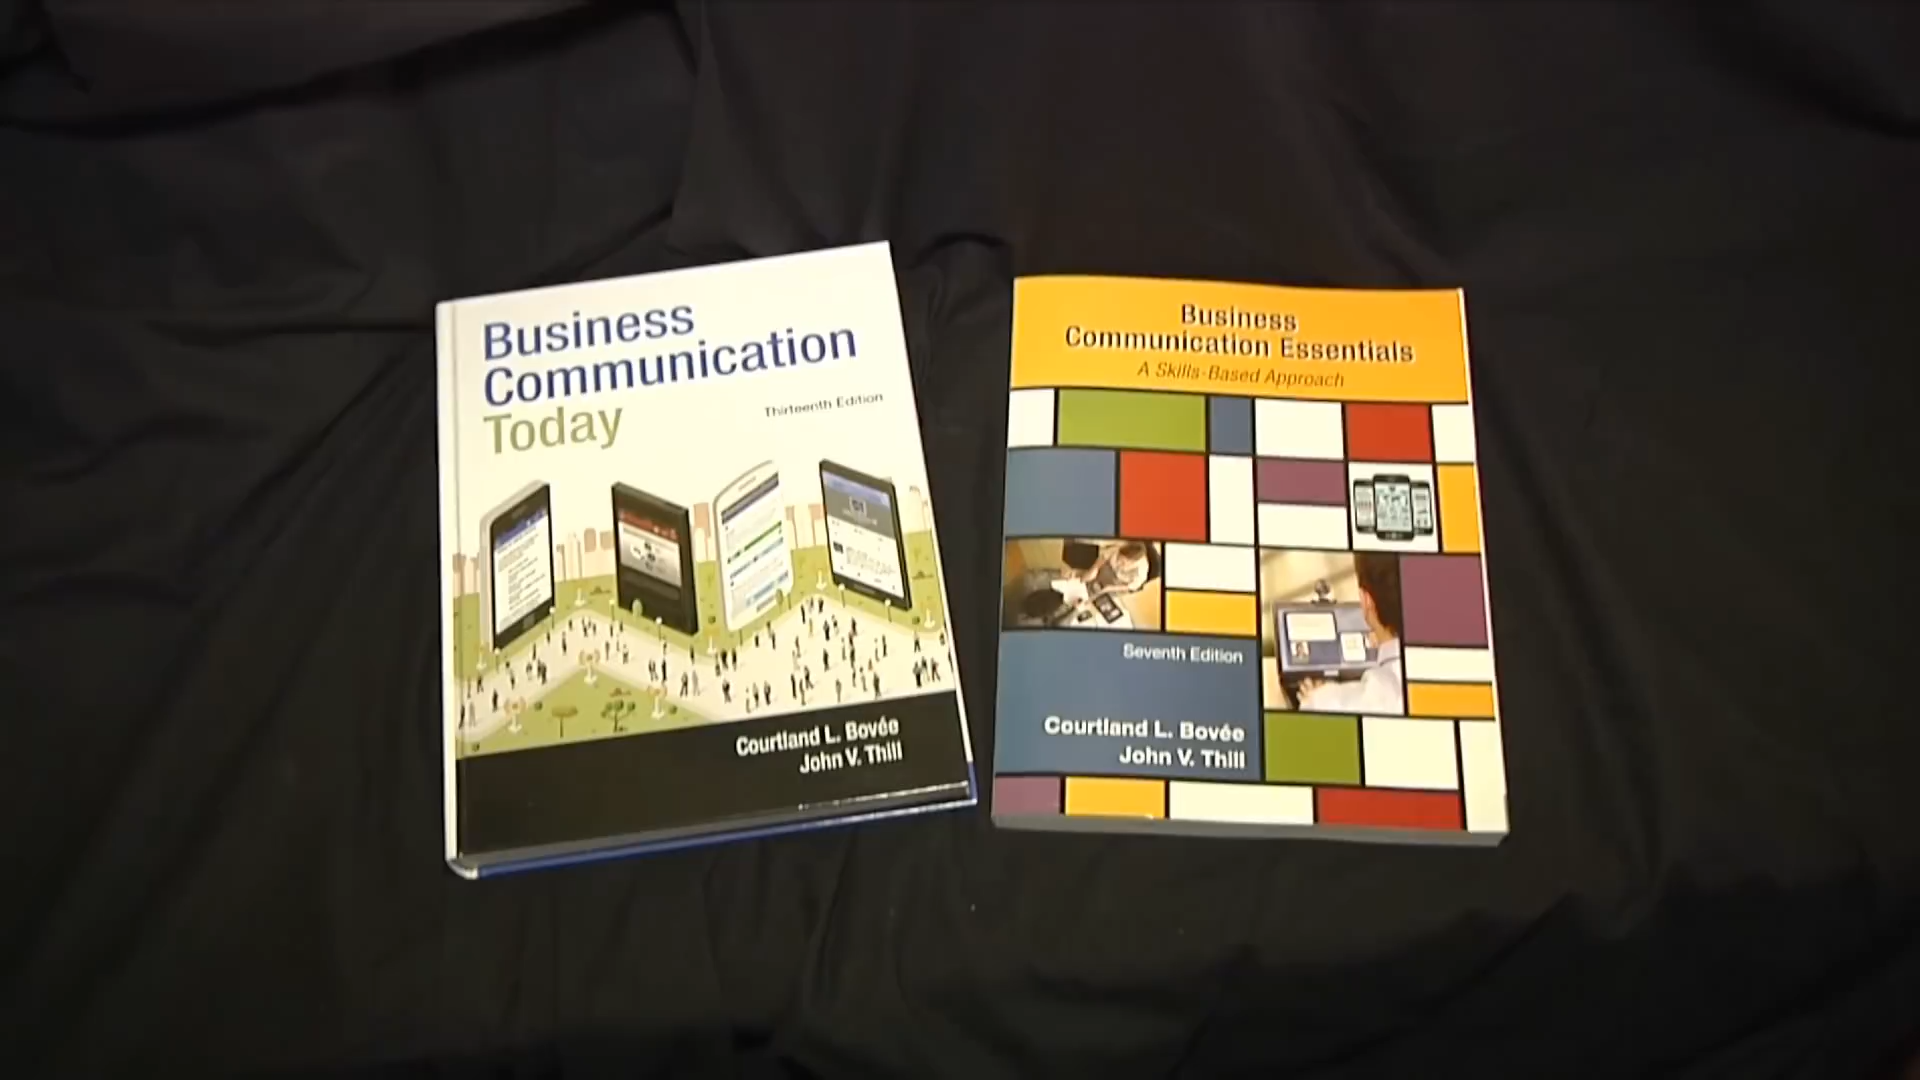 Business
Communication
Today
Thirteenth Edition
Courtland L. Bovée
John V. Thill
Business
Communication Essentials
A Skills-Based Approach
Seventh Edition
Courtland L. Bovée
John V. Thill